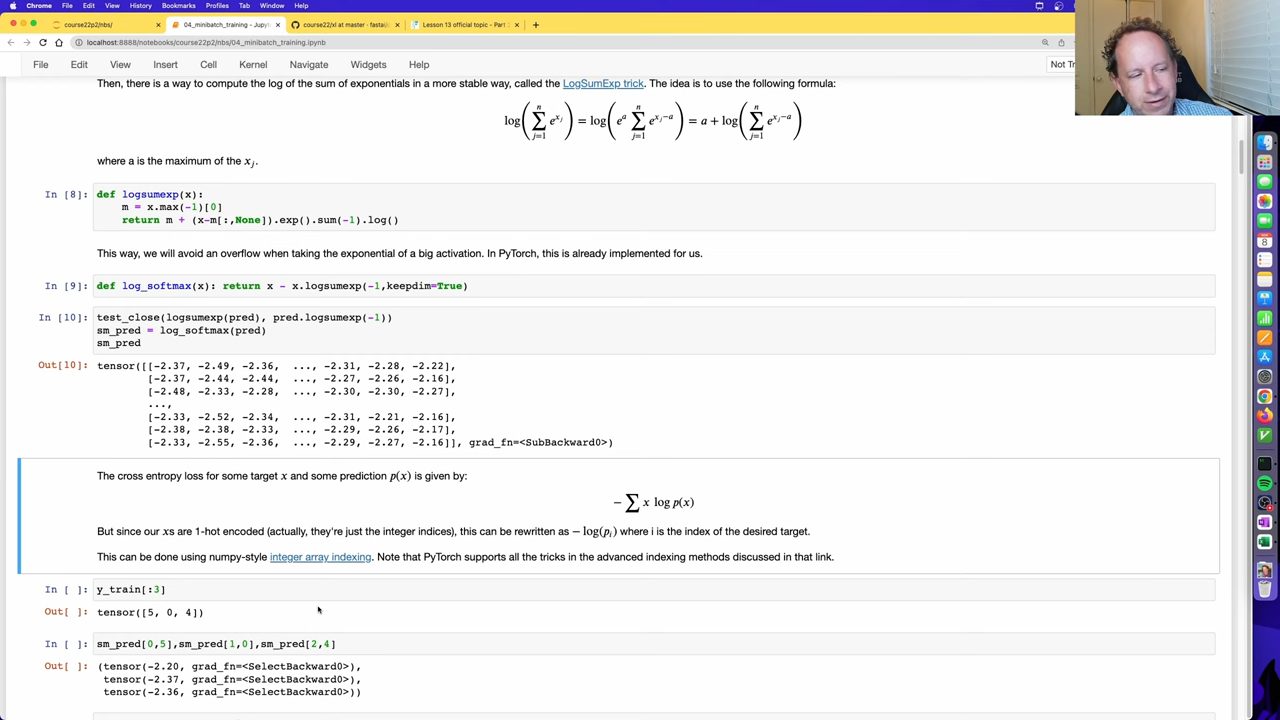 Chrome File Edit View History Bookmarks Profiles Tab Window Help
course22p2/nbs/
04_minibatch_training - Jupyt
course22/xl at master · fastai
Lesson 13 official topic - Part
localhost:8888/notebooks/course22p2/nbs/04_minibatch_training.ipynb
File Edit View Insert Cell Kernel Navigate Widgets Help
Not Tr
Then, there is a way to compute the log of the sum of exponentials in a more stable way, called the LogSumExp trick. The idea is to use the following formula:
log(∑_{j=1}^{n} e^{x_j}) = log(e^a ∑_{j=1}^{n} e^{x_j−a}) = a + log(∑_{j=1}^{n} e^{x_j−a})
where a is the maximum of the x_j.
In [8]: def logsumexp(x):
m = x.max(-1)[0]
return m + (x-m[:,None]).exp().sum(-1).log()
This way, we will avoid an overflow when taking the exponential of a big activation. In PyTorch, this is already implemented for us.
In [9]: def log_softmax(x): return x - x.logsumexp(-1,keepdim=True)
In [10]: test_close(logsumexp(pred), pred.logsumexp(-1))
sm_pred = log_softmax(pred)
sm_pred
Out[10]: tensor([[-2.37, -2.49, -2.36, ..., -2.31, -2.28, -2.22],
[-2.37, -2.44, -2.44, ..., -2.27, -2.26, -2.16],
[-2.48, -2.33, -2.28, ..., -2.30, -2.30, -2.27],
...,
[-2.33, -2.52, -2.34, ..., -2.31, -2.21, -2.16],
[-2.38, -2.38, -2.33, ..., -2.29, -2.26, -2.17],
[-2.33, -2.55, -2.36, ..., -2.29, -2.27, -2.16]], grad_fn=<SubBackward0>)
The cross entropy loss for some target x and some prediction p(x) is given by:
− ∑ x log p(x)
But since our xs are 1-hot encoded (actually, they're just the integer indices), this can be rewritten as − log(p_i) where i is the index of the desired target.
This can be done using numpy-style integer array indexing. Note that PyTorch supports all the tricks in the advanced indexing methods discussed in that link.
In [ ]: y_train[:3]
Out[ ]: tensor([5, 0, 4])
In [ ]: sm_pred[0,5],sm_pred[1,0],sm_pred[2,4]
Out[ ]: (tensor(-2.20, grad_fn=<SelectBackward0>),
tensor(-2.37, grad_fn=<SelectBackward0>),
tensor(-2.36, grad_fn=<SelectBackward0>))